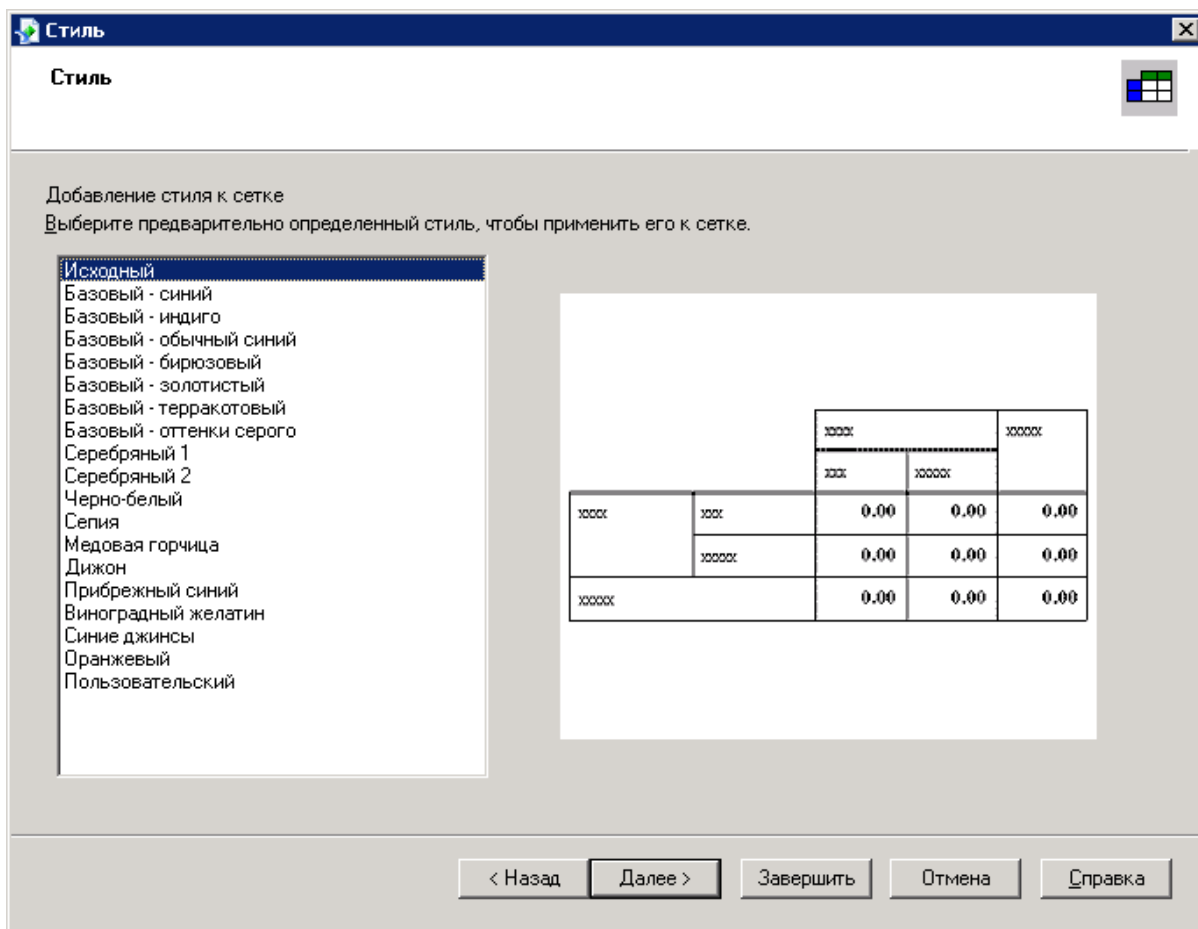 Стиль
Стиль
Добавление стиля к сетке
Выберите предварительно определенный стиль, чтобы применить его к сетке.
Исходный
Базовый - синий
Базовый - индиго
Базовый - обычный синий
Базовый - бирюзовый
Базовый - золотистый
Базовый - терракотовый
Базовый - оттенки серого
Серебряный 1
Серебряный 2
Черно-белый
Сепия
Медовая горчица
Дижон
Прибрежный синий
Виноградный желатин
Синие джинсы
Оранжевый
Пользовательский
xxxx xxxxx
xxx xxxxx
xxxx xxx 0.00 0.00 0.00
xxxxx 0.00 0.00 0.00
xxxxx 0.00 0.00 0.00
< Назад Далее > Завершить Отмена Справка